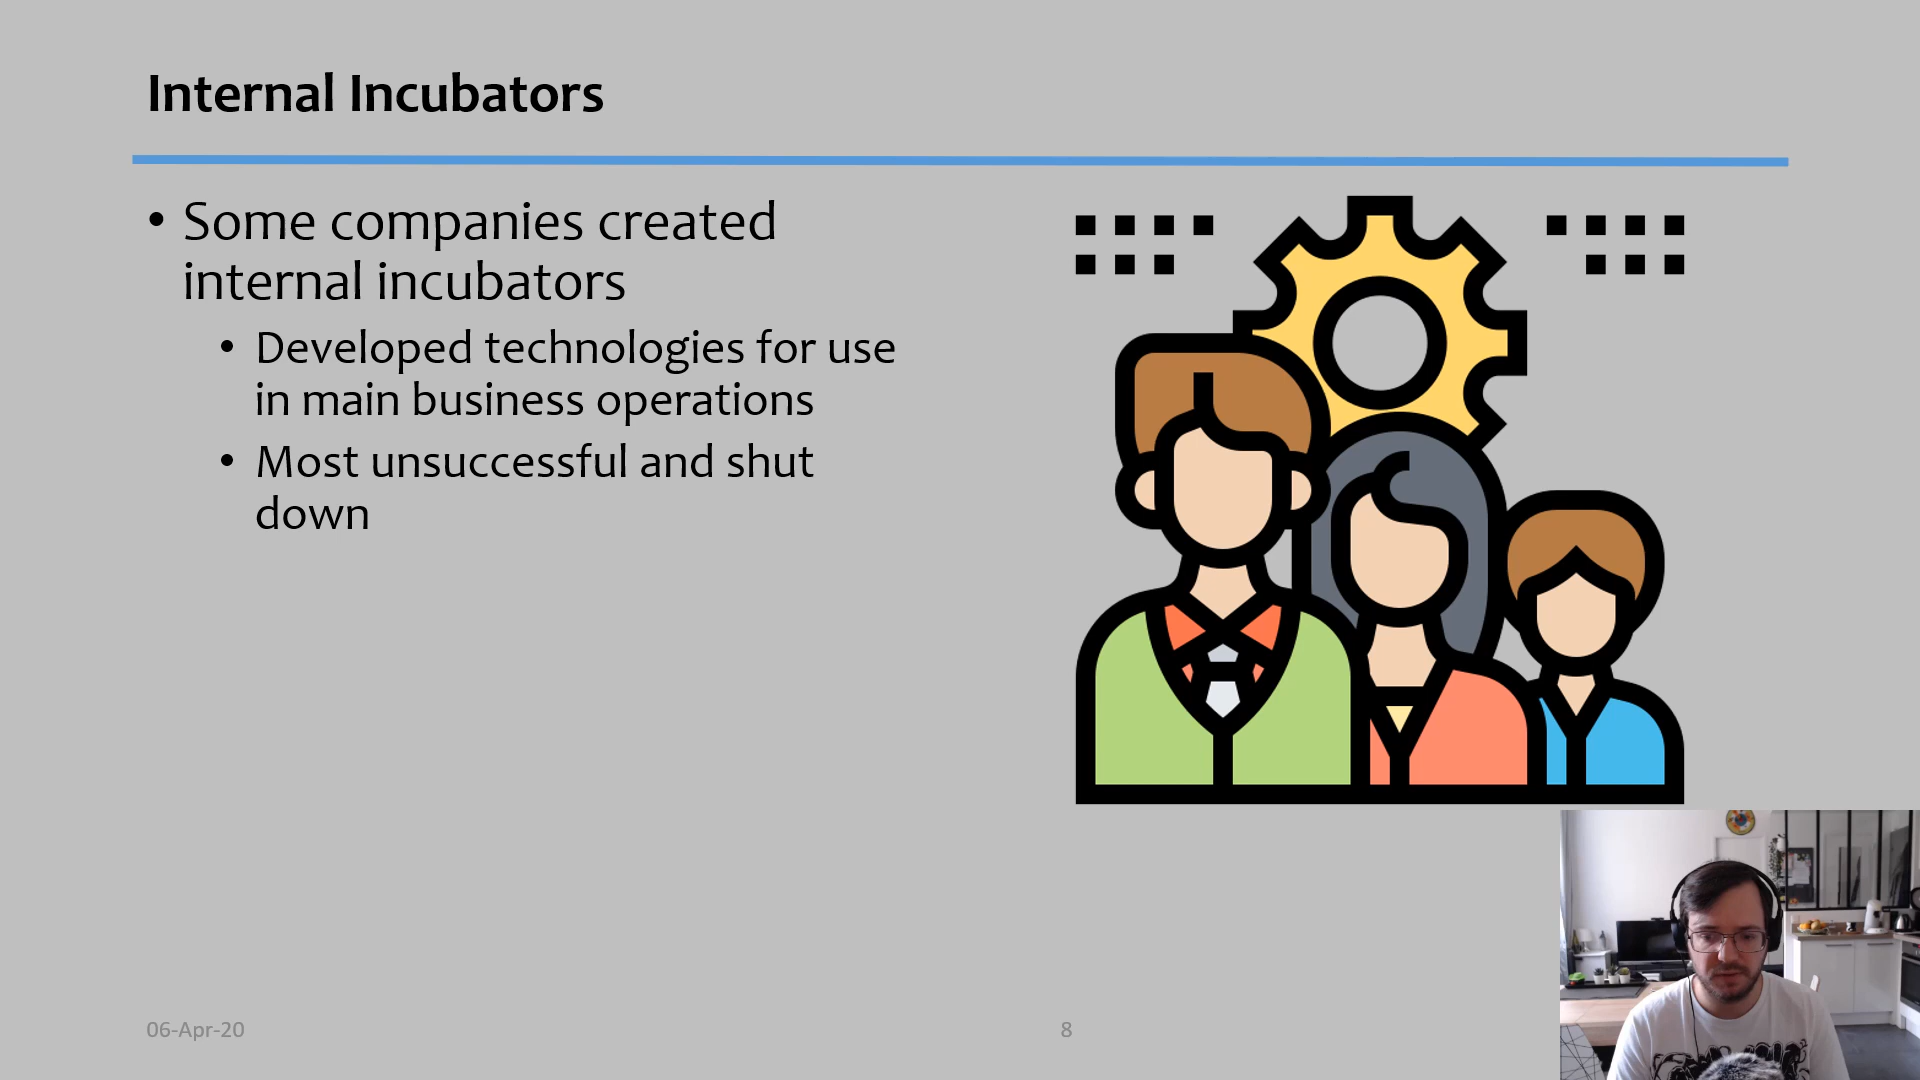 Internal Incubators
• Some companies created
internal incubators
• Developed technologies for use
in main business operations
• Most unsuccessful and shut
down
06-Apr-20
8